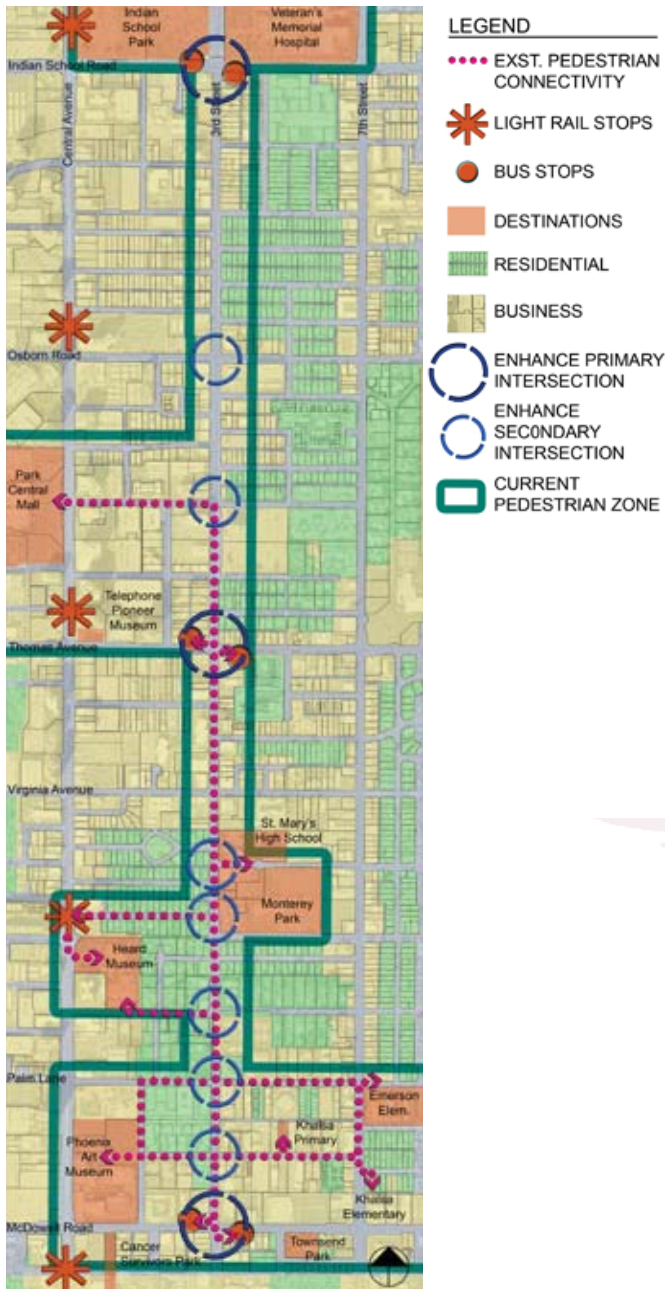 Indian
School
Park
Veteran's
Memorial
Hospital
Indian School Road
Central Avenue
3rd Street
7th Street
Osborn Road
Park
Central
Mall
Telephone
Pioneer
Museum
Thomas Avenue
Virginia Avenue
St. Mary's
High School
Monterey
Park
Heard
Museum
Palm Lane
Emerson
Elem.
Khalsa
Primary
Phoenix
Art
Museum
Khalsa
Elementary
McDowell Road
Cancer
Survivors Park
Townsend
Park
LEGEND
EXST. PEDESTRIAN
CONNECTIVITY
LIGHT RAIL STOPS
BUS STOPS
DESTINATIONS
RESIDENTIAL
BUSINESS
ENHANCE PRIMARY
INTERSECTION
ENHANCE
SEC0NDARY
INTERSECTION
CURRENT
PEDESTRIAN ZONE